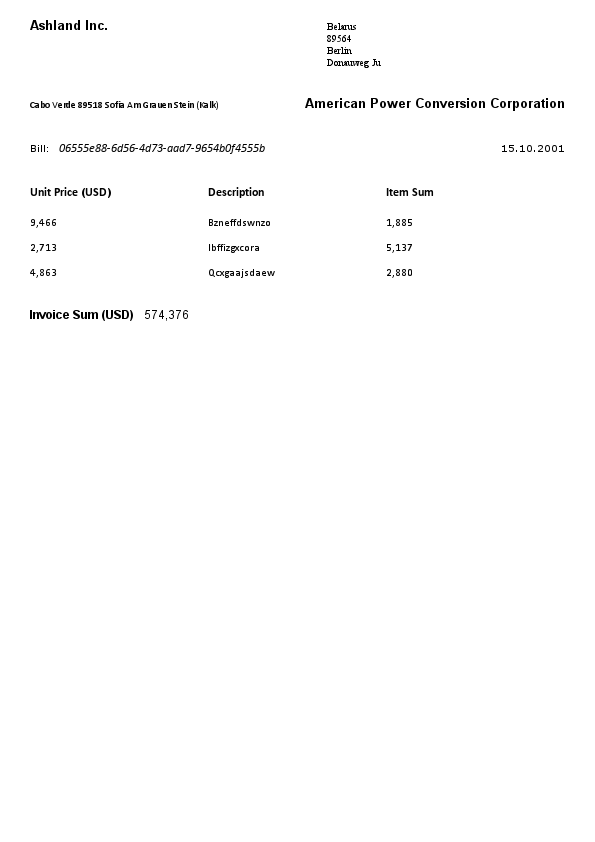 Ashland Inc.
Belarus
89564
Berlin
Donauweg Ju
Cabo Verde 89518 Sofia Am Grauen Stein (Kalk)
American Power Conversion Corporation
Bill: 06555e88-6d56-4d73-aad7-9654b0f4555b 15.10.2001
Unit Price (USD) Description Item Sum
9,466 Bzneffdswnzo 1,885
2,713 Ibffizgxcora 5,137
4,863 Qcxgaajsdaew 2,880
Invoice Sum (USD) 574,376